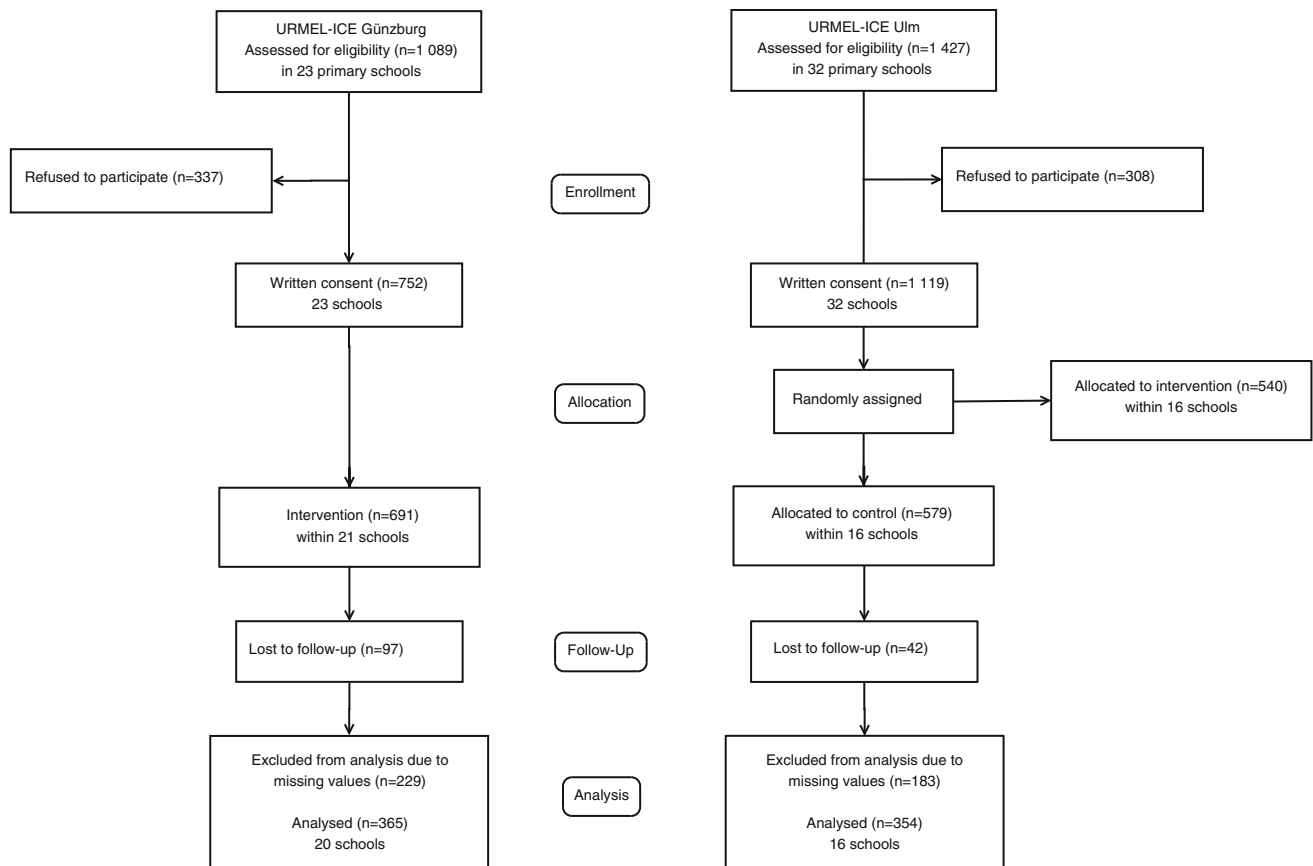 URMEL-ICE Günzburg
Assessed for eligibility (n=1 089)
in 23 primary schools
URMEL-ICE Ulm
Assessed for eligibility (n=1 427)
in 32 primary schools
Refused to participate (n=337)
Enrollment
Refused to participate (n=308)
Written consent (n=752)
23 schools
Written consent (n=1 119)
32 schools
Allocation
Randomly assigned
Allocated to intervention (n=540)
within 16 schools
Intervention (n=691)
within 21 schools
Allocated to control (n=579)
within 16 schools
Lost to follow-up (n=97)
Follow-Up
Lost to follow-up (n=42)
Excluded from analysis due to
missing values (n=229)
Analysed (n=365)
20 schools
Analysis
Excluded from analysis due to
missing values (n=183)
Analysed (n=354)
16 schools